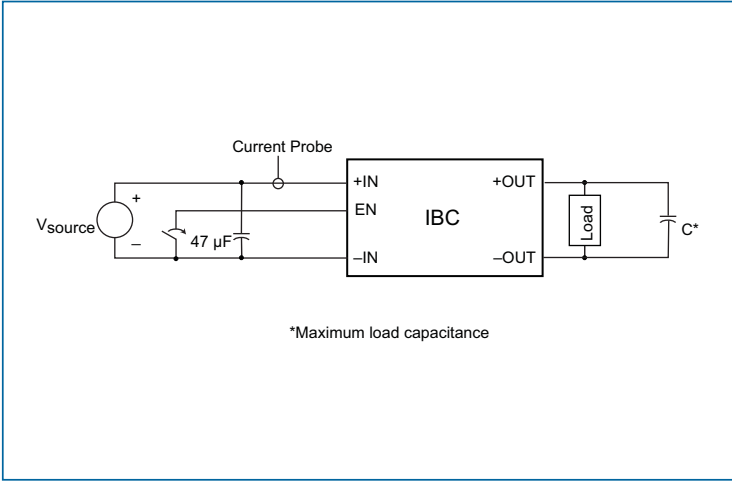 Current Probe
+IN
+OUT
+
EN
IBC
Load
Vsource
47 µF
C*
–
–IN
–OUT
*Maximum load capacitance